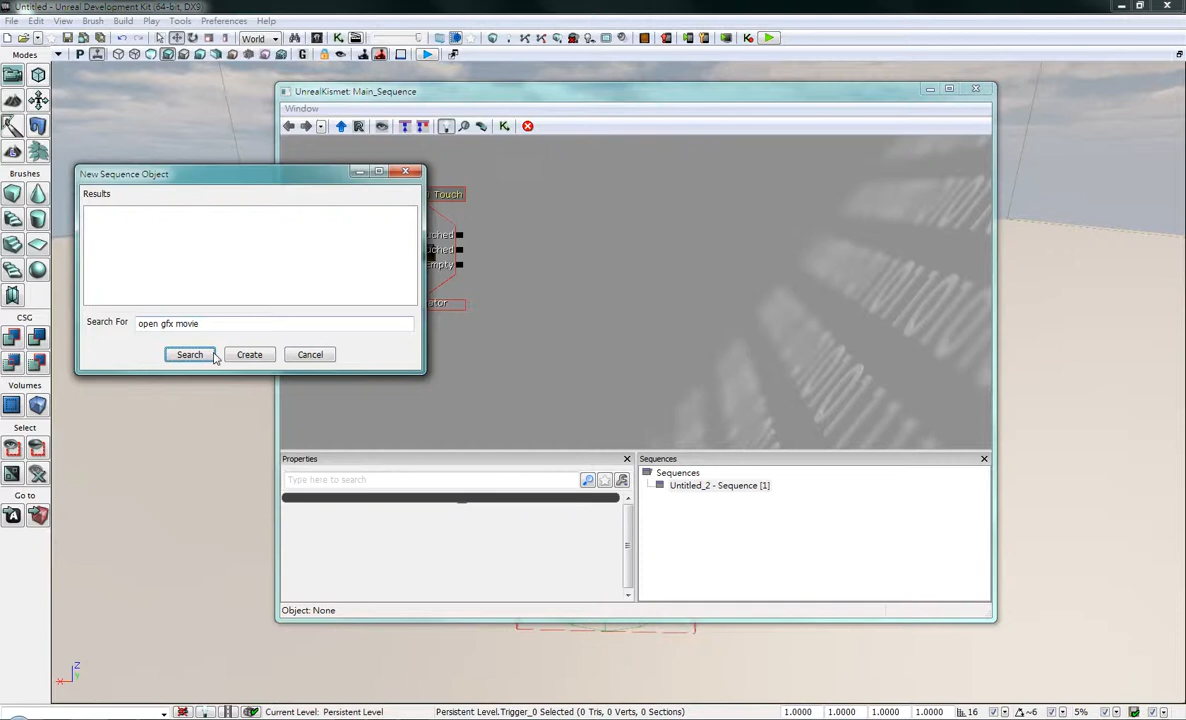 Untitled - Unreal Development Kit (64-bit, DX9)
File Edit View Brush Build Play Tools Preferences Help
World
Modes
P
G
UnrealKismet: Main_Sequence
Window
New Sequence Object
Results
Touch
Empty
Search For open gfx movie
Search Create Cancel
Brushes
CSG
Volumes
Select
Go to
Properties
Type here to search
Sequences
Sequences
Untitled_2 - Sequence [1]
Object: None
Z
Y
X
Current Level: Persistent Level Persistent Level.Trigger_0 Selected (0 Tris, 0 Verts, 0 Sections) 1.0000 1.0000 1.0000 1.0000 16 ~6 5%